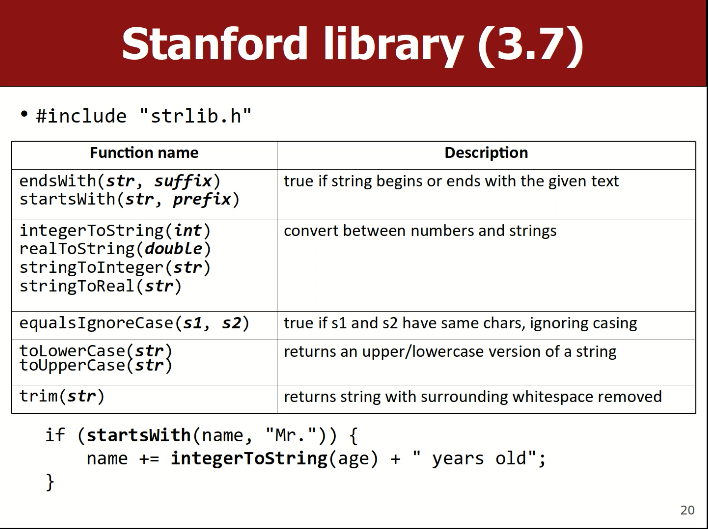 Stanford library (3.7)
• #include "strlib.h"
Function name Description
endsWith(str, suffix) true if string begins or ends with the given text
startsWith(str, prefix)
integerToString(int) convert between numbers and strings
realToString(double)
stringToInteger(str)
stringToReal(str)
equalsIgnoreCase(s1, s2) true if s1 and s2 have same chars, ignoring casing
toLowerCase(str) returns an upper/lowercase version of a string
toUpperCase(str)
trim(str) returns string with surrounding whitespace removed
if (startsWith(name, "Mr.")) {
    name += integerToString(age) + " years old";
}
20